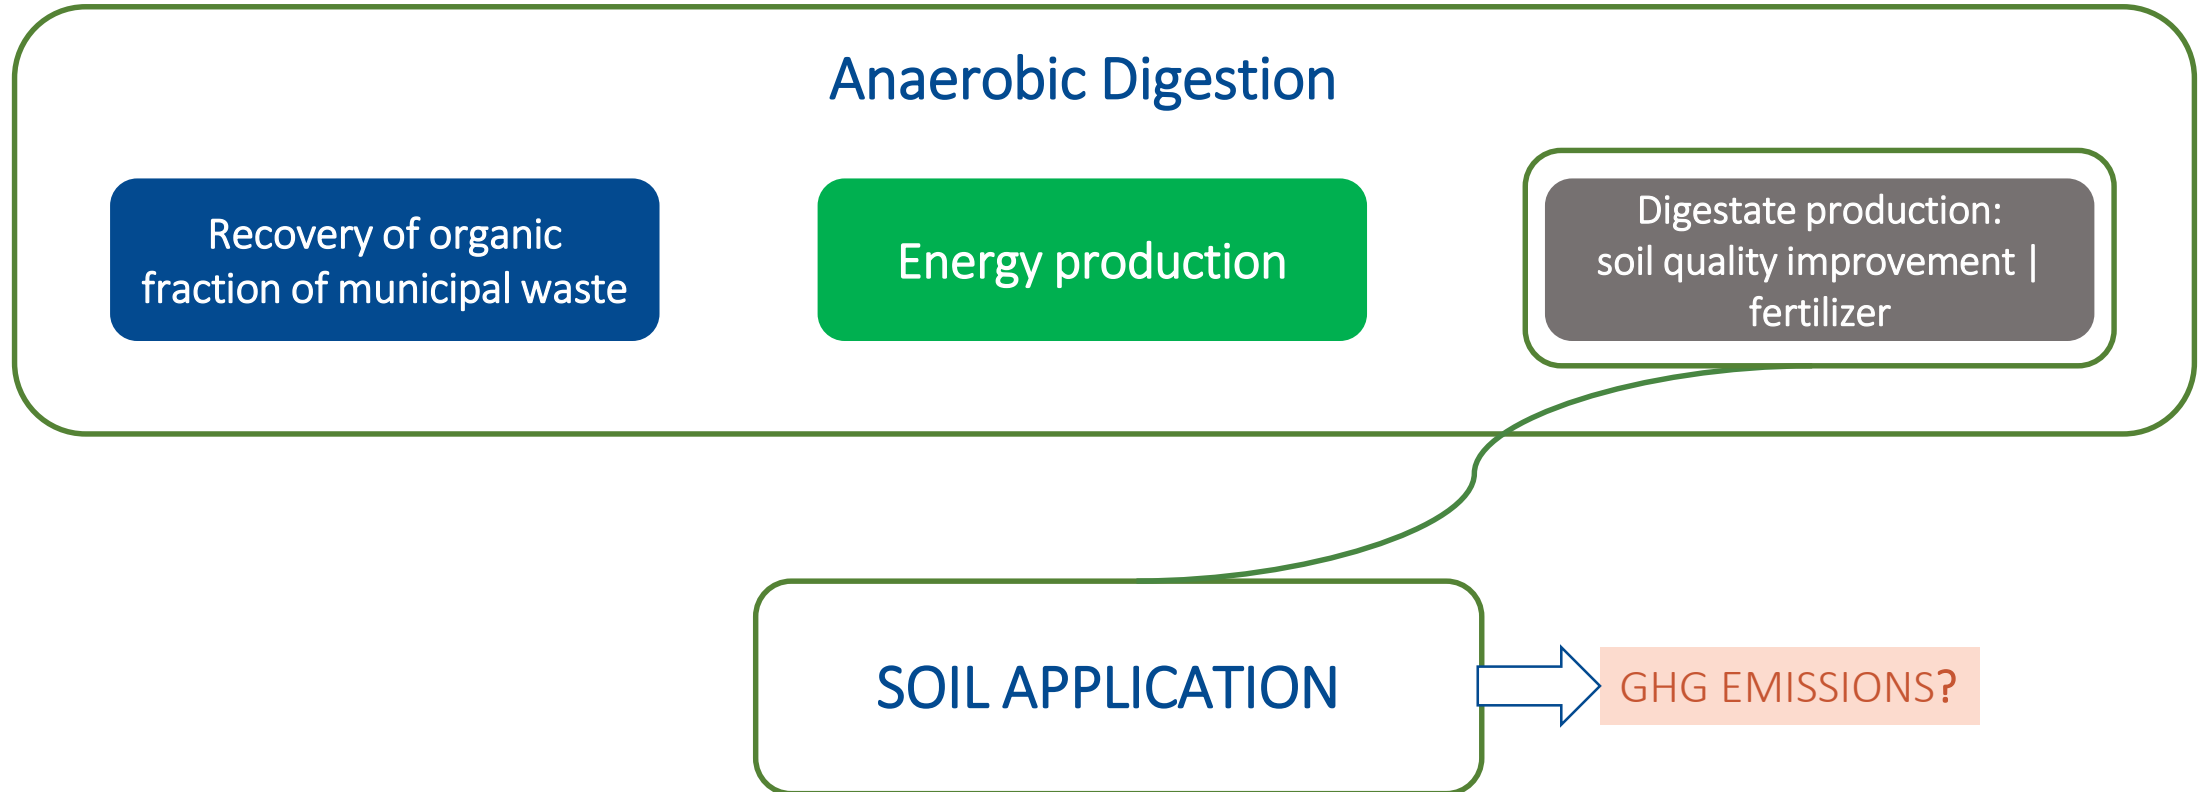 Anaerobic Digestion
Recovery of organic
fraction of municipal waste
Energy production
Digestate production:
soil quality improvement |
fertilizer
SOIL APPLICATION
GHG EMISSIONS?